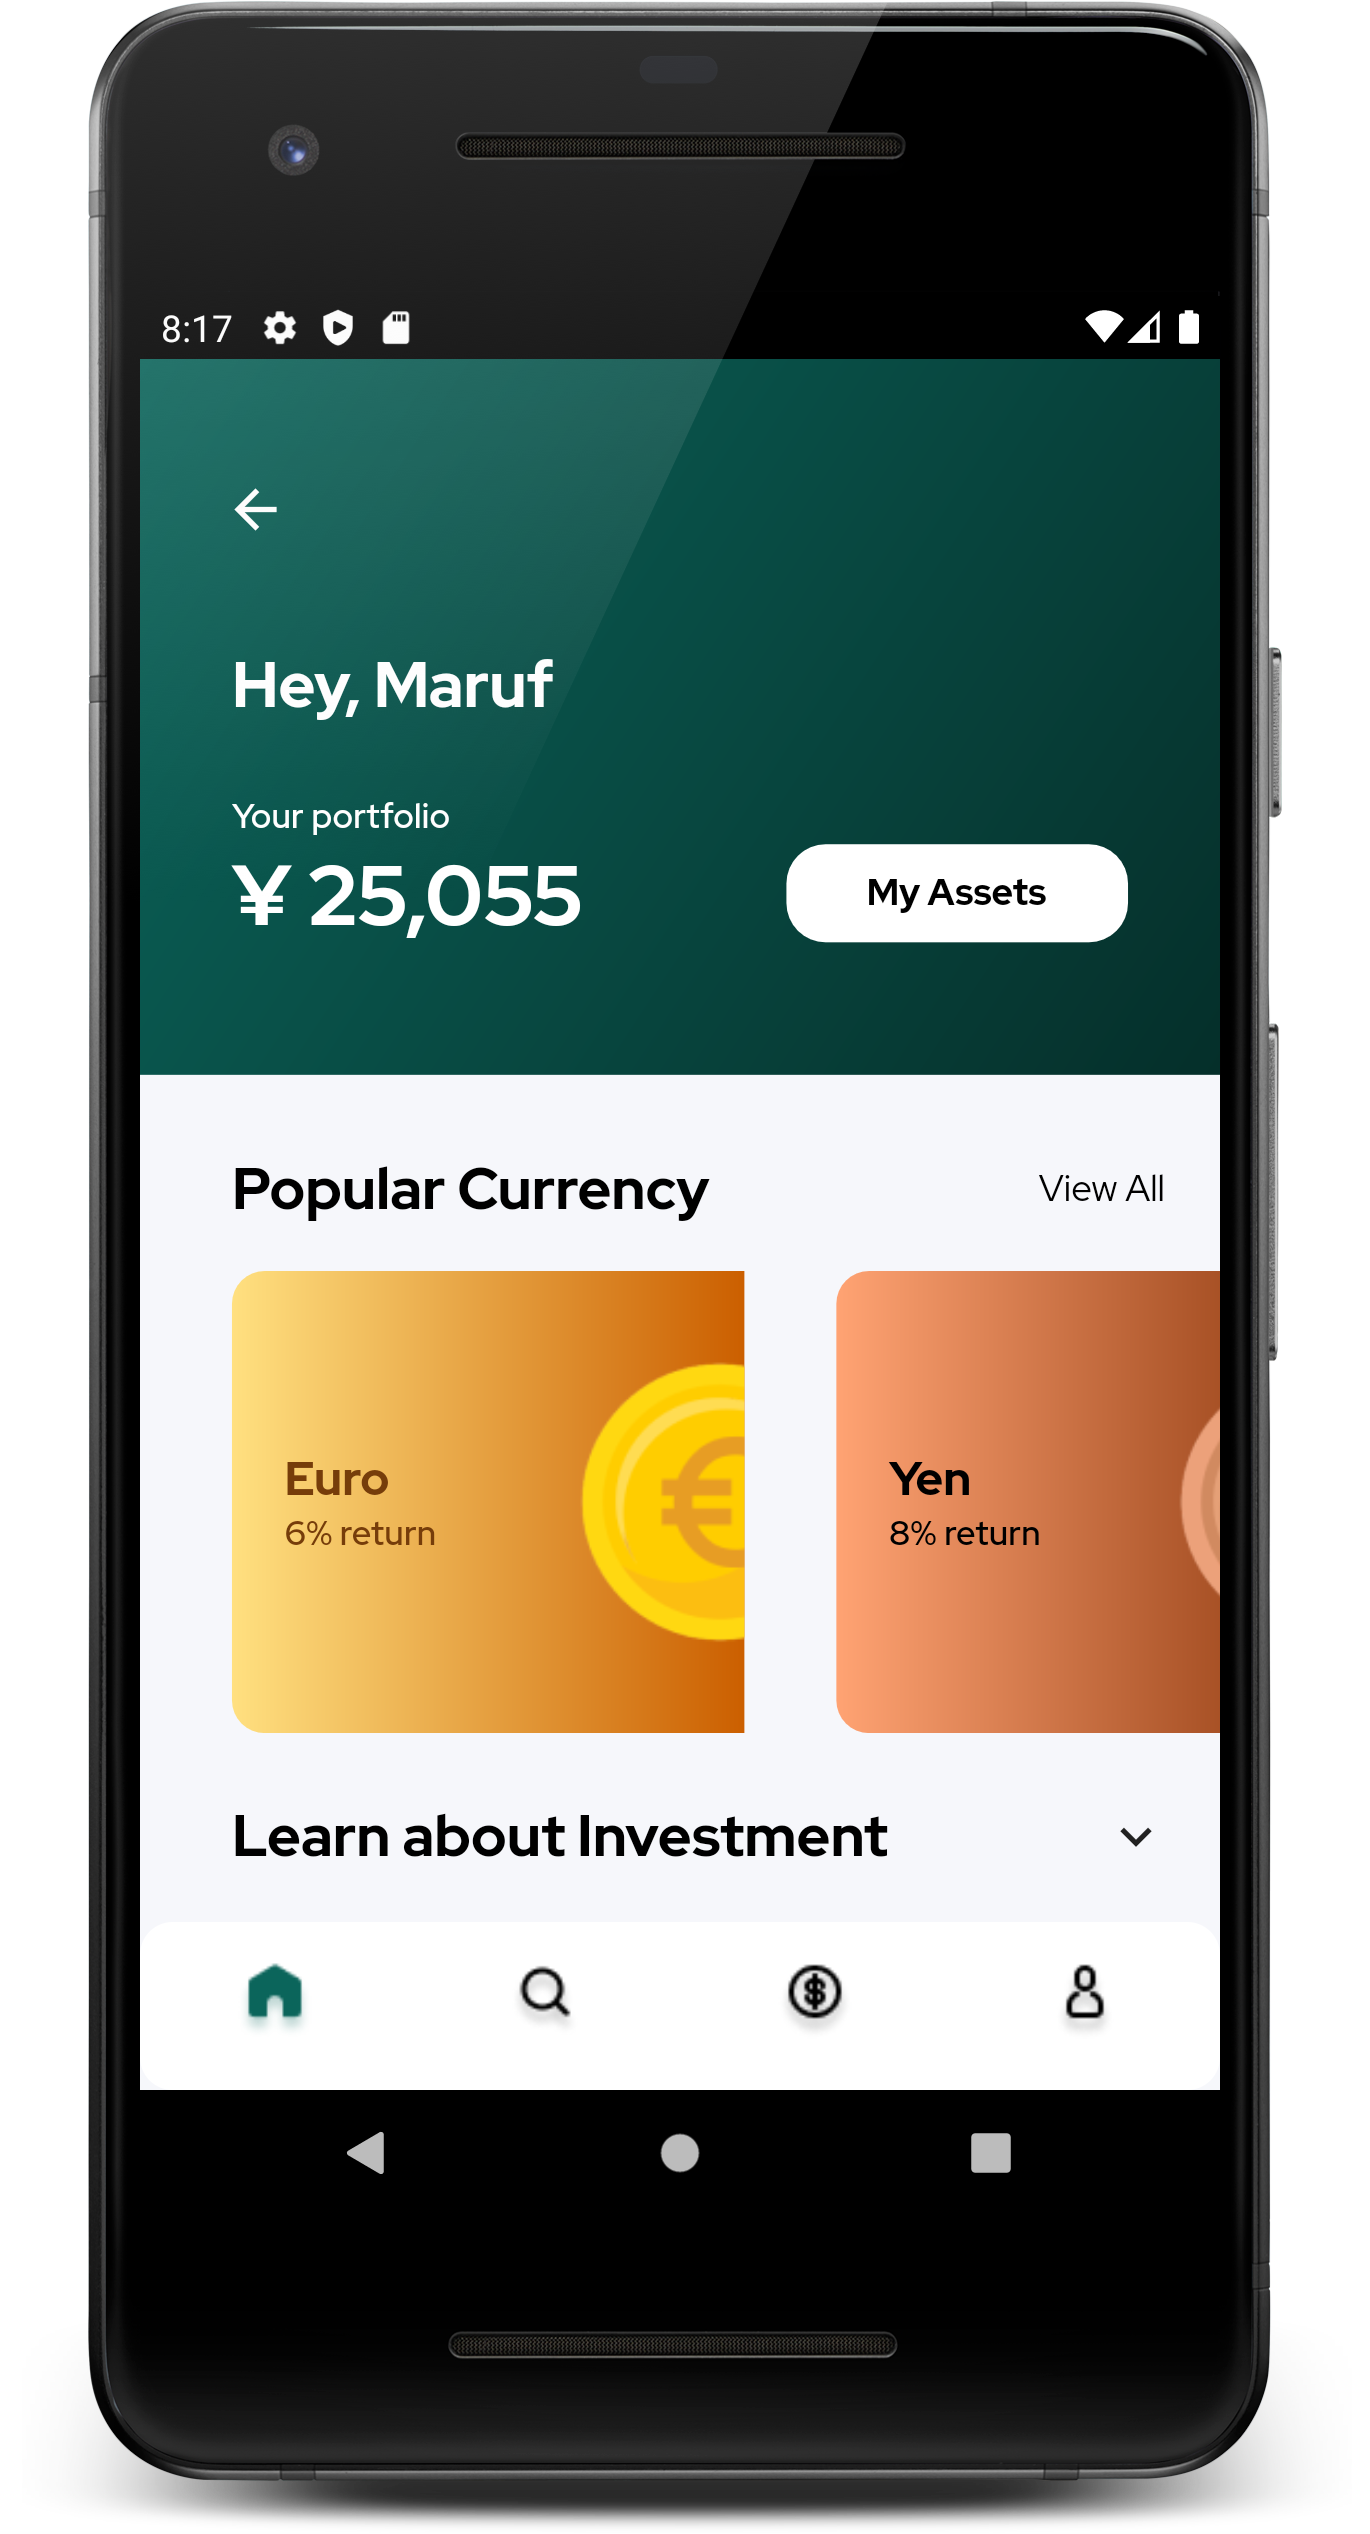 8:17
Hey, Maruf
Your portfolio
¥ 25,055
My Assets
Popular Currency
View All
Euro
6% return
Yen
8% return
Learn about Investment